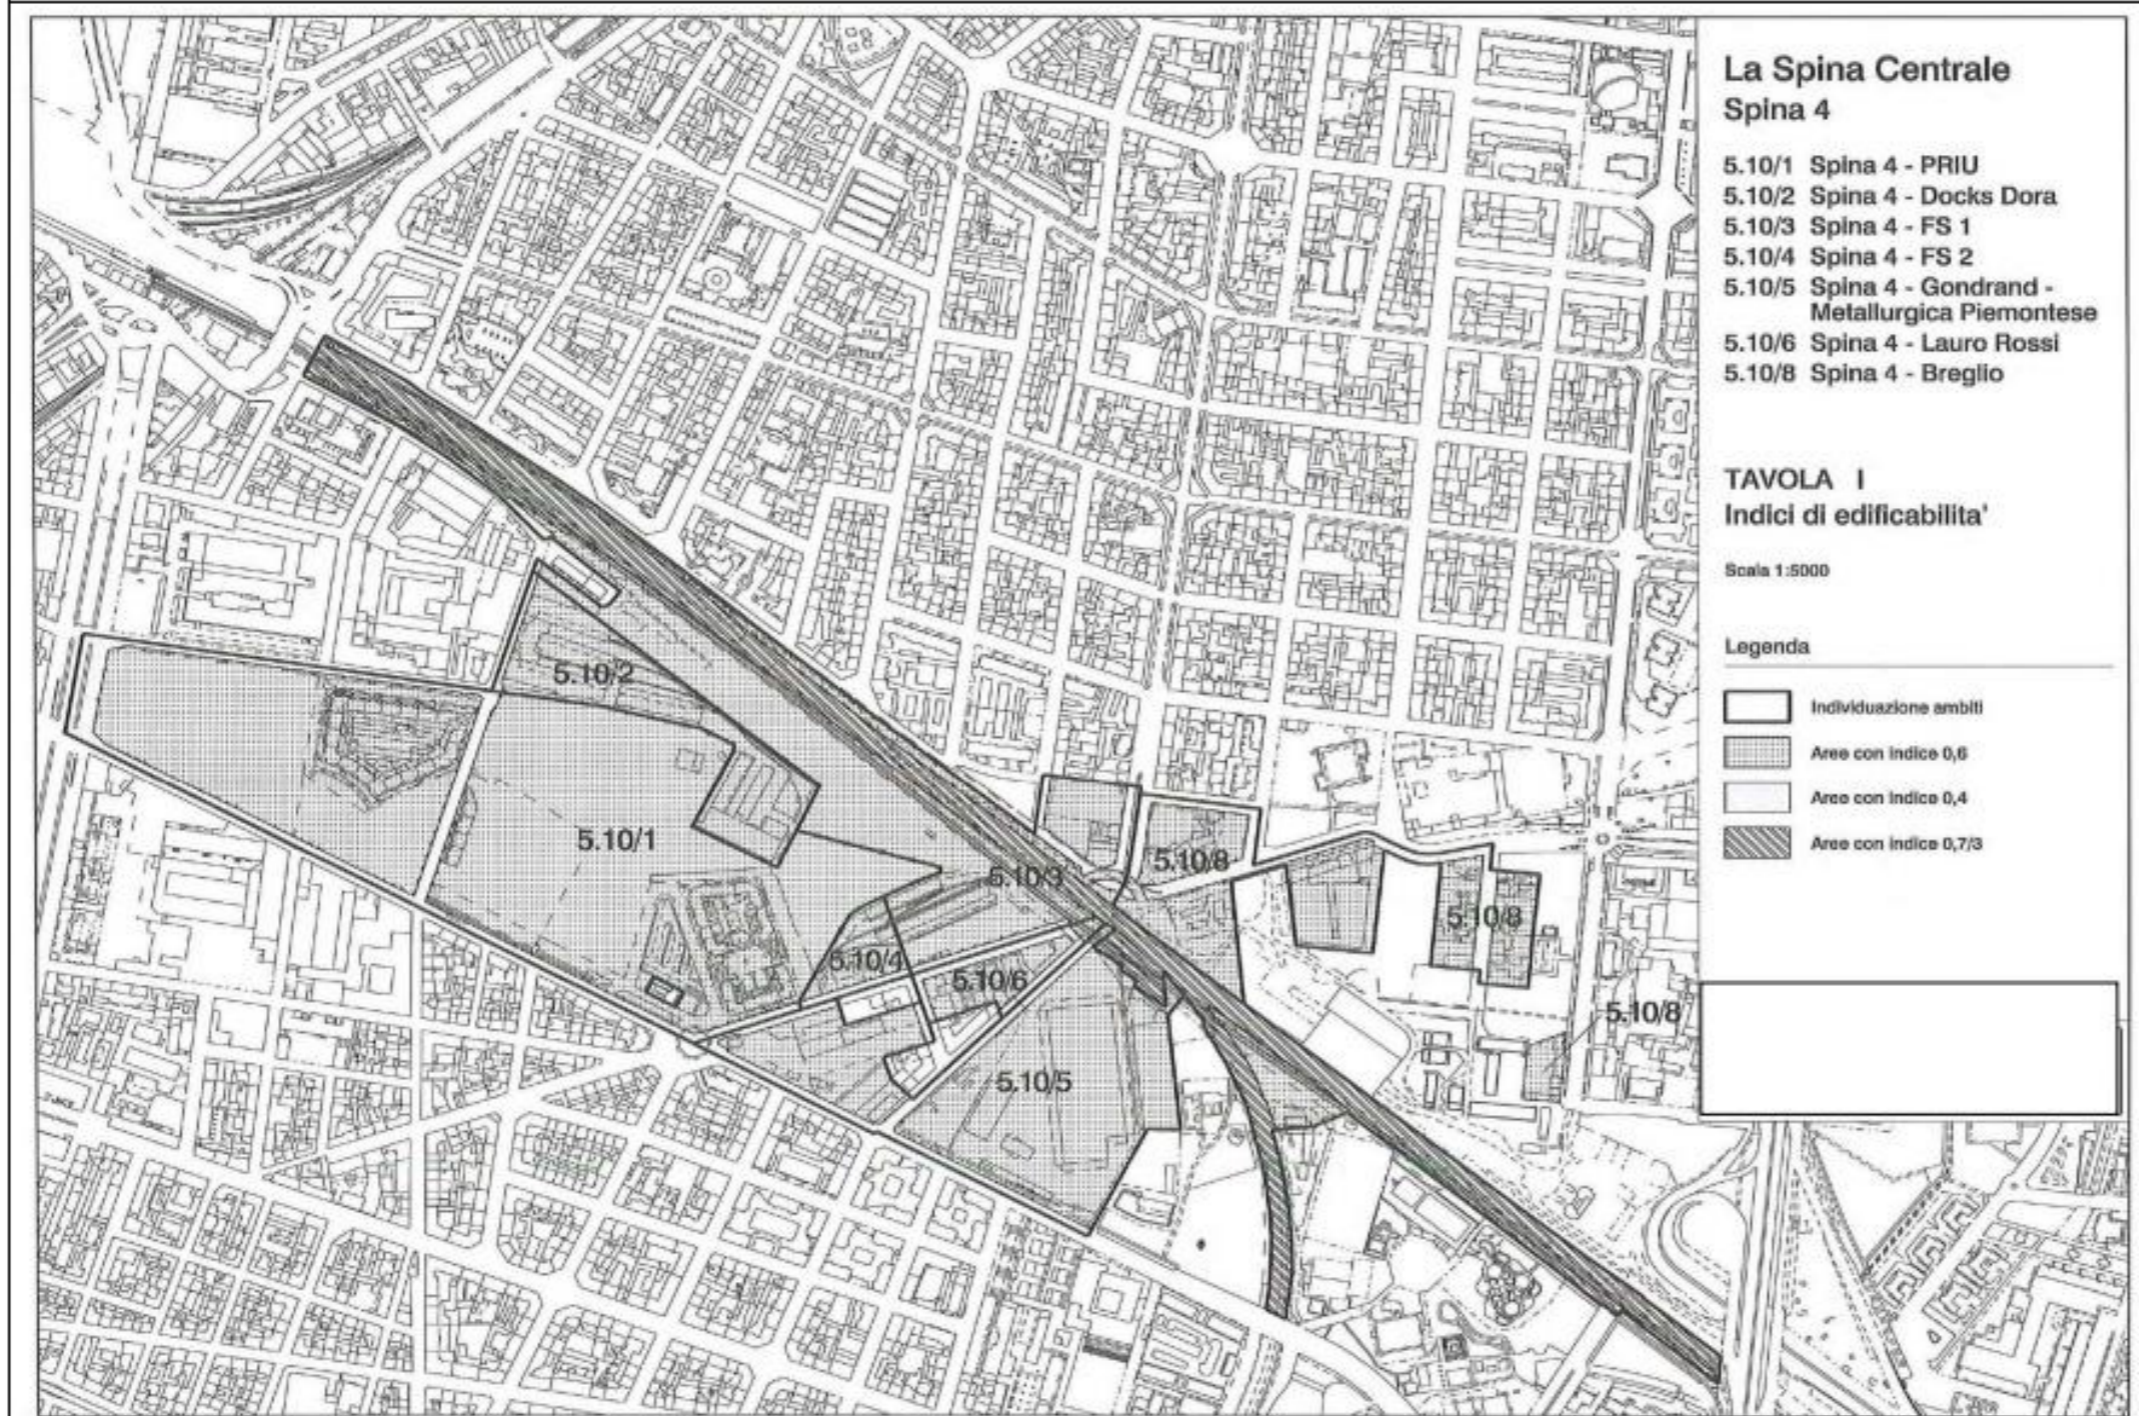 La Spina Centrale
Spina 4
5.10/1 Spina 4 - PRIU
5.10/2 Spina 4 - Docks Dora
5.10/3 Spina 4 - FS 1
5.10/4 Spina 4 - FS 2
5.10/5 Spina 4 - Gondrand -
Metallurgica Piemontese
5.10/6 Spina 4 - Lauro Rossi
5.10/8 Spina 4 - Breglio
TAVOLA I
Indici di edificabilita'
Scala 1:5000
Legenda
Individuazione ambiti
Aree con indice 0,6
Aree con indice 0,4
Aree con indice 0,7/3
5.10/2
5.10/1
5.10/3
5.10/8
5.10/8
5.10/4
5.10/6
5.10/8
5.10/5